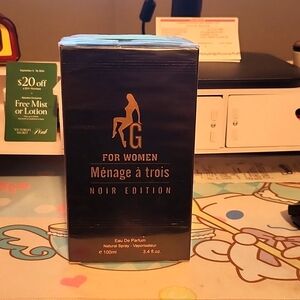 $20 off
Free Mist
or Lotion
G
FOR WOMEN
Ménage à trois
NOIR EDITION
Eau De Parfum
Natural Spray - Vaporisateur
e 100ml 3.4 fl.oz